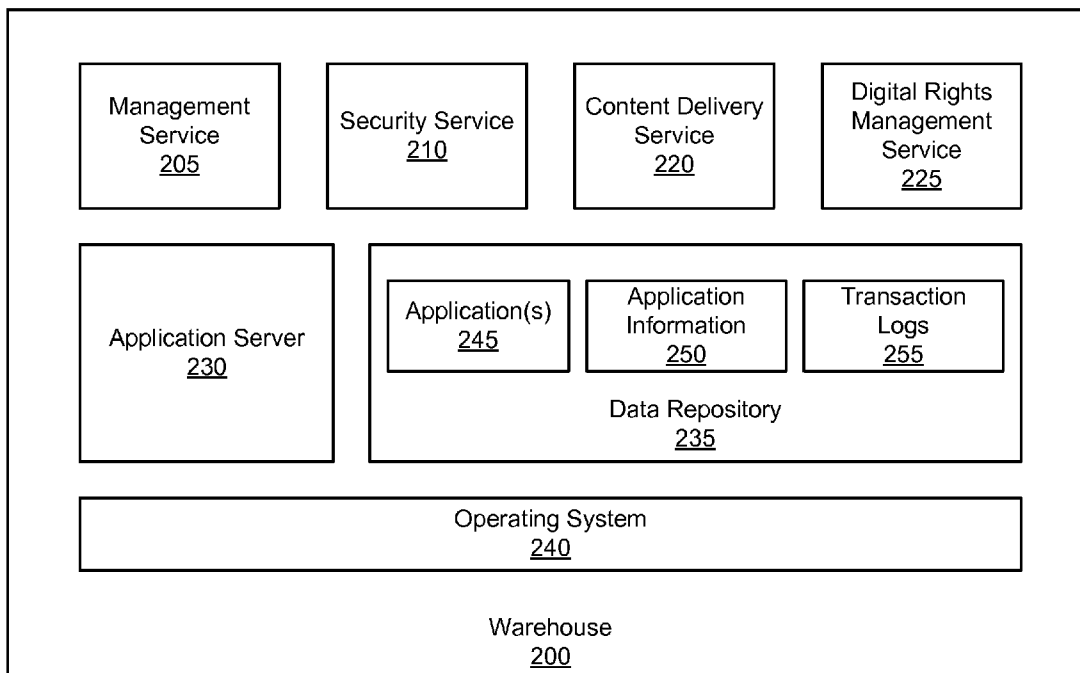 Management
Service
205
Security Service
210
Content Delivery
Service
220
Digital Rights
Management
Service
225
Application Server
230
Application(s)
245
Application
Information
250
Transaction
Logs
255
Data Repository
235
Operating System
240
Warehouse
200